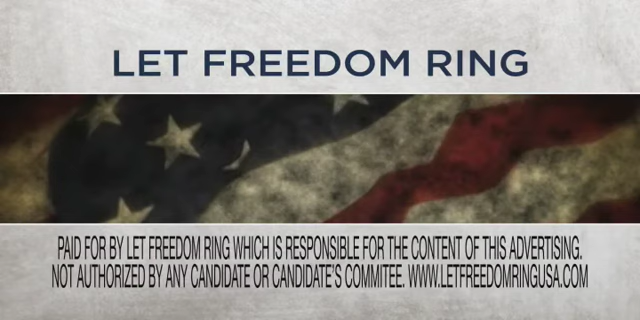 LET FREEDOM RING
PAID FOR BY LET FREEDOM RING WHICH IS RESPONSIBLE FOR THE CONTENT OF THIS ADVERTISING.
NOT AUTHORIZED BY ANY CANDIDATE OR CANDIDATE'S COMMITEE. WWW.LETFREEDOMRINGUSA.COM